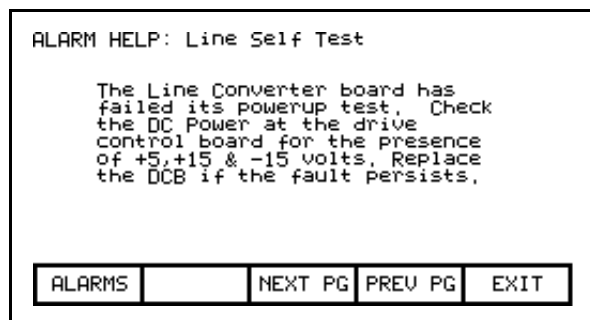 ALARM HELP: Line Self Test
The Line Converter board has
failed its powerup test. Check
the DC Power at the drive
control board for the presence
of +5,+15 & -15 volts. Replace
the DCB if the fault persists.
ALARMS NEXT PG PREV PG EXIT